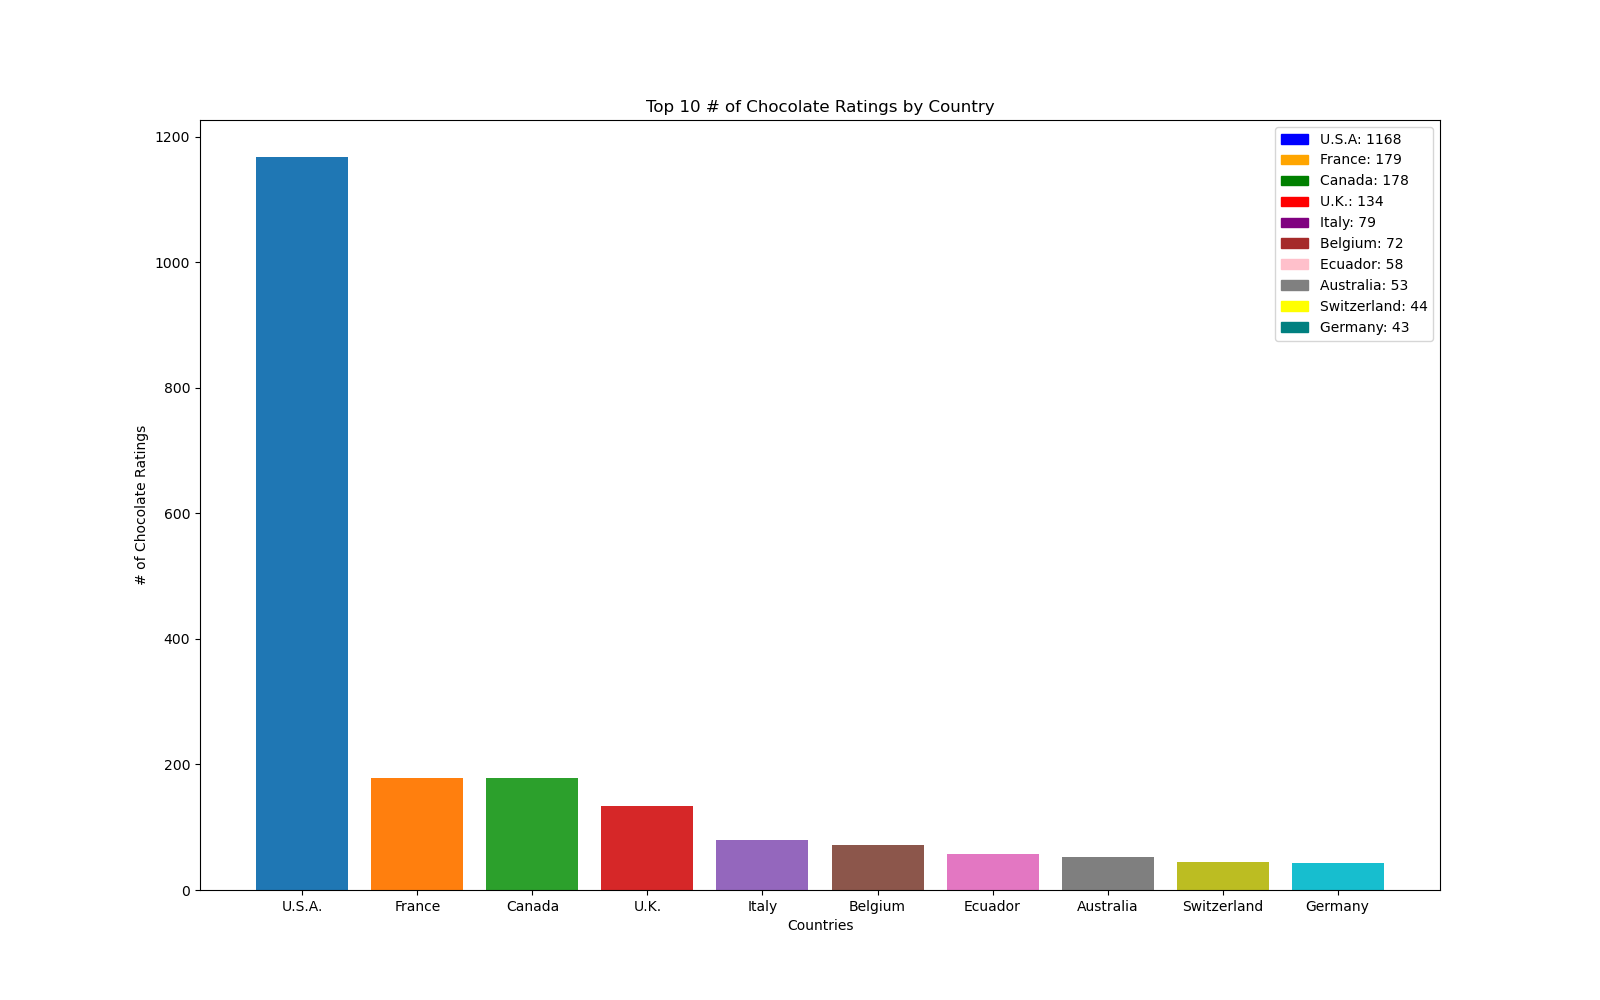 Top 10 # of Chocolate Ratings by Country
1200
1000
800
600
400
200
0
# of Chocolate Ratings
U.S.A: 1168
France: 179
Canada: 178
U.K.: 134
Italy: 79
Belgium: 72
Ecuador: 58
Australia: 53
Switzerland: 44
Germany: 43
U.S.A. France Canada U.K. Italy Belgium Ecuador Australia Switzerland Germany
Countries